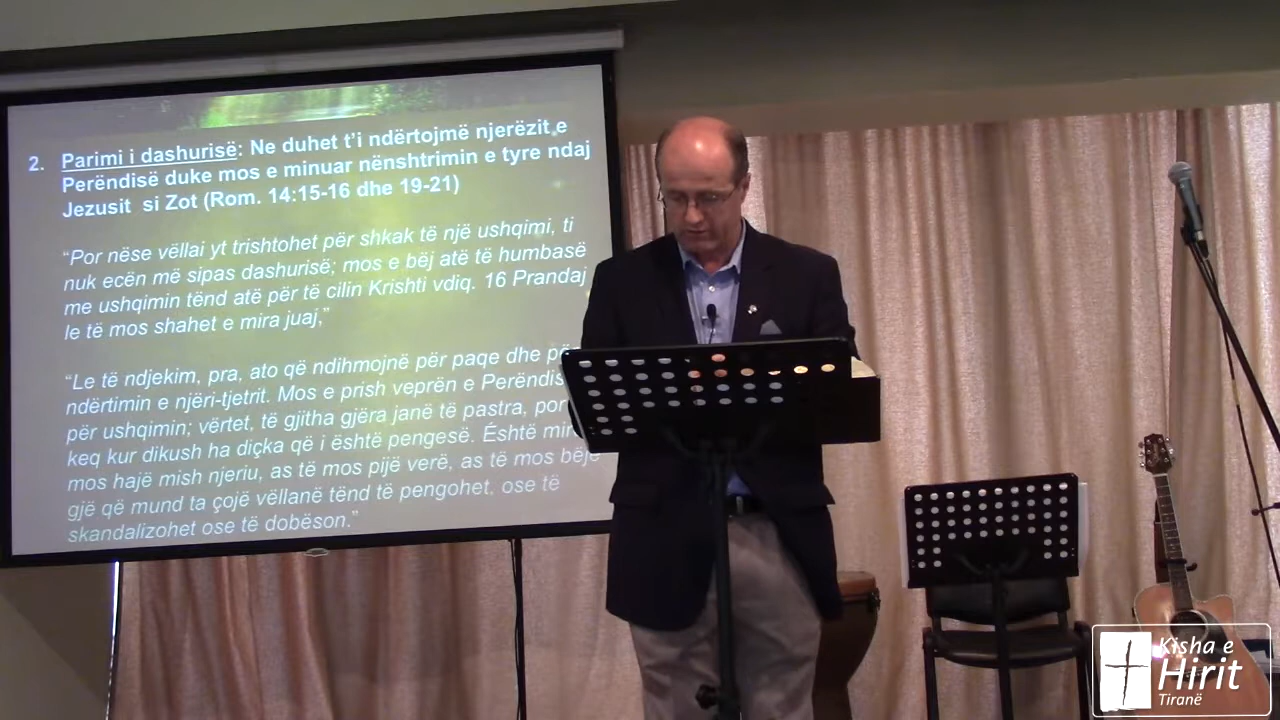 2. Parimi i dashurisë: Ne duhet t'i ndërtojmë njerëzit e
Perëndisë duke mos e minuar nënshtrimin e tyre ndaj
Jezusit si Zot (Rom. 14:15-16 dhe 19-21)
“Por nëse vëllai yt trishtohet për shkak të një ushqimi, ti
nuk ecën më sipas dashurisë; mos e bëj atë të humbasë
me ushqimin tënd atë për të cilin Krishti vdiq. 16 Prandaj
le të mos shahet e mira juaj,”
“Le të ndjekim, pra, ato që ndihmojnë për paqe dhe
ndërtimin e njëri-tjetrit. Mos e prish veprën e
për ushqimin; vërtet, të gjitha gjëra janë të pastra, por
keq kur dikush ha diçka që i është pengesë. Është
mos hajë mish njeriu, as të mos pijë verë, as të mos bëjë
gjë që mund ta çojë vëllanë tënd të pengohet, ose të
skandalizohet ose të dobëson.”
Kisha e
Hirit
Tiranë